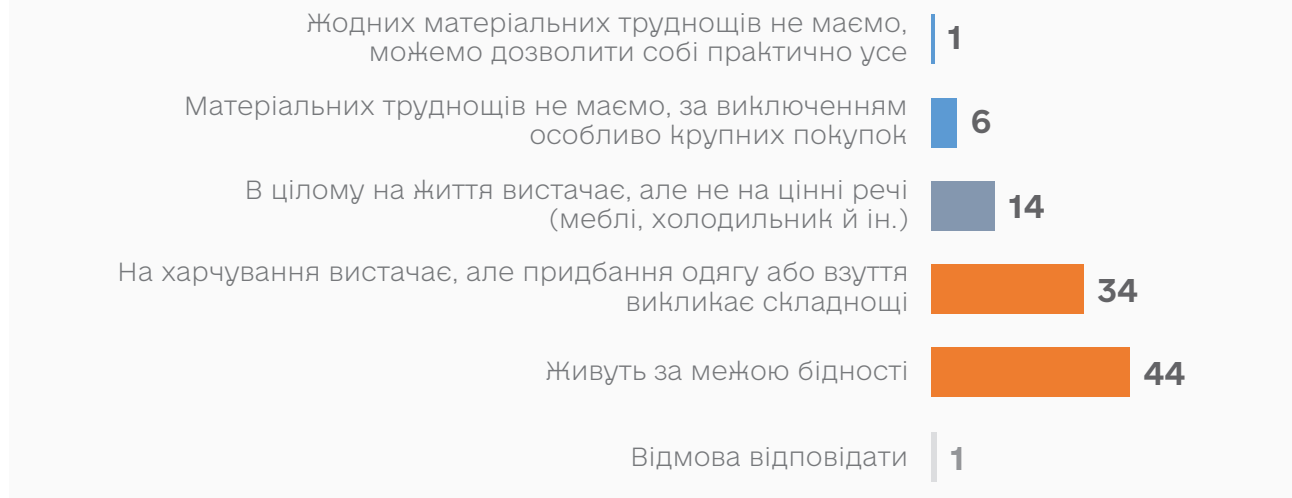 Жодних матеріальних труднощів не маємо,
можемо дозволити собі практично усе
1
Матеріальних труднощів не маємо, за виключенням
особливо крупних покупок
6
В цілому на життя вистачає, але не на цінні речі
(меблі, холодильник й ін.)
14
На харчування вистачає, але придбання одягу або взуття
викликає складнощі
34
Живуть за межою бідності
44
Відмова відповідати
1